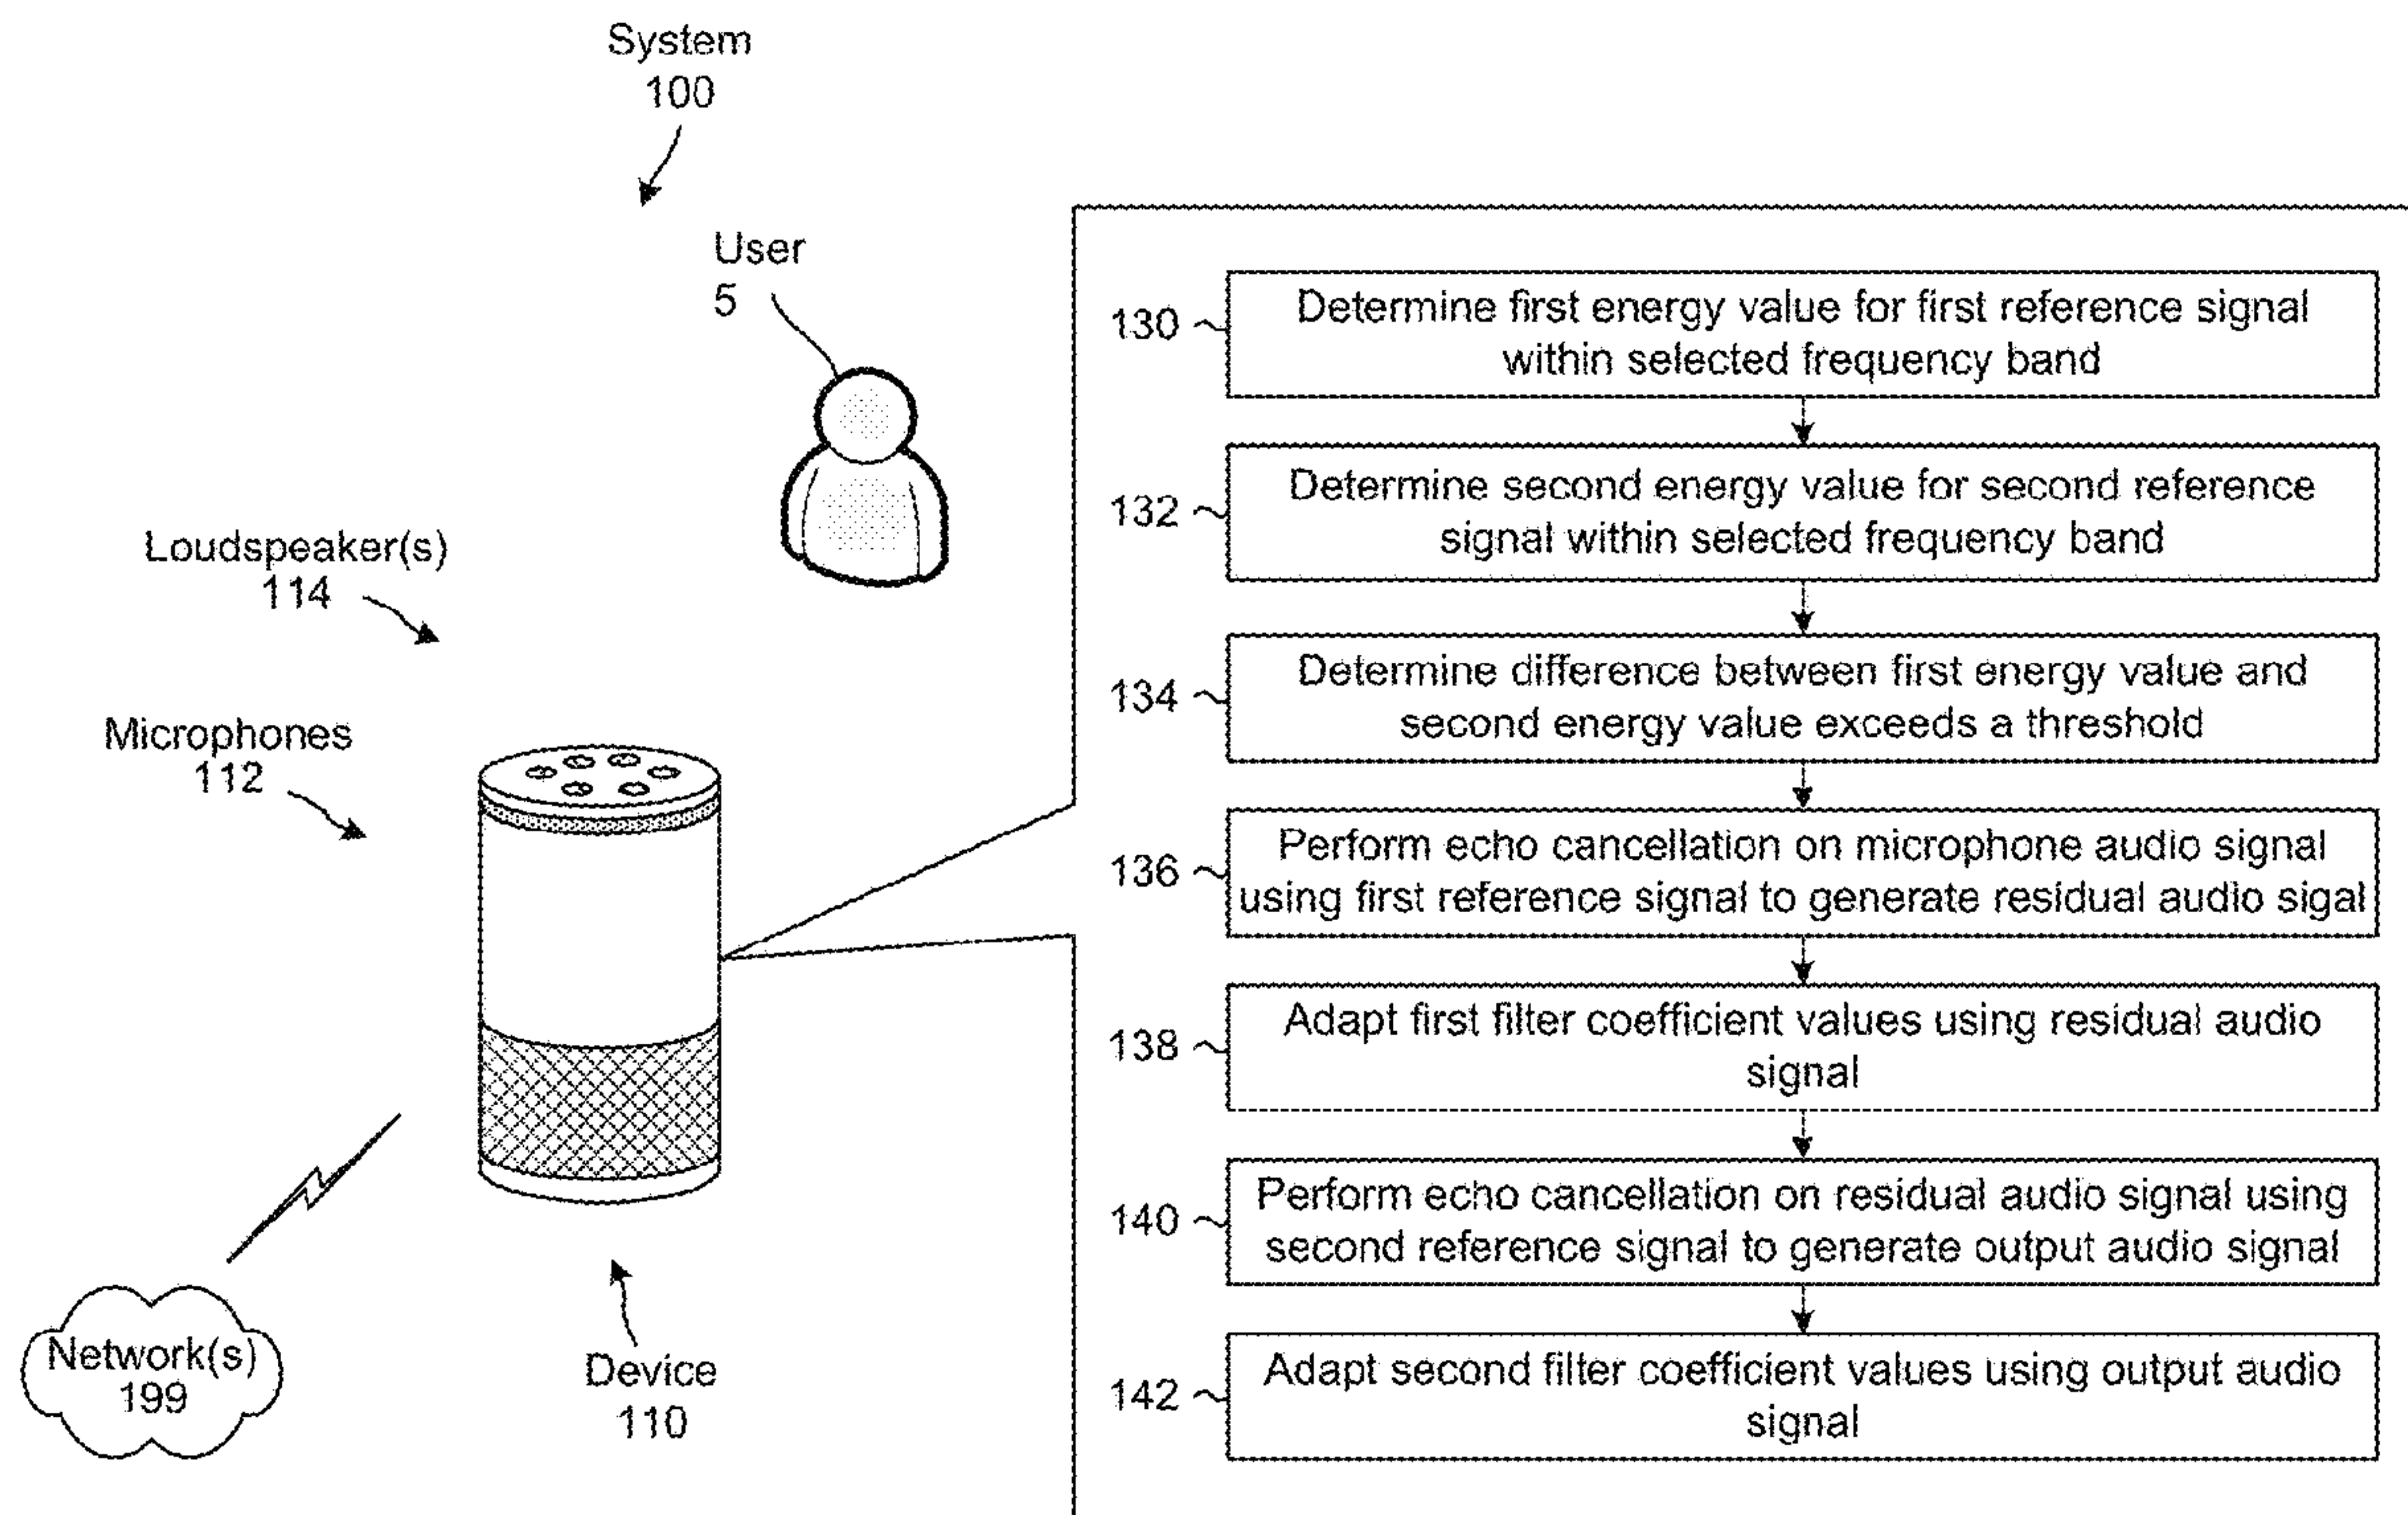 System
100
User
5
Loudspeaker(s)
114
Microphones
112
Network(s)
199
Device
110
130
Determine first energy value for first reference signal
within selected frequency band
132
Determine second energy value for second reference
signal within selected frequency band
134
Determine difference between first energy value and
second energy value exceeds a threshold
136
Perform echo cancellation on microphone audio signal
using first reference signal to generate residual audio sigal
138
Adapt first filter coefficient values using residual audio
signal
140
Perform echo cancellation on residual audio signal using
second reference signal to generate output audio signal
142
Adapt second filter coefficient values using output audio
signal